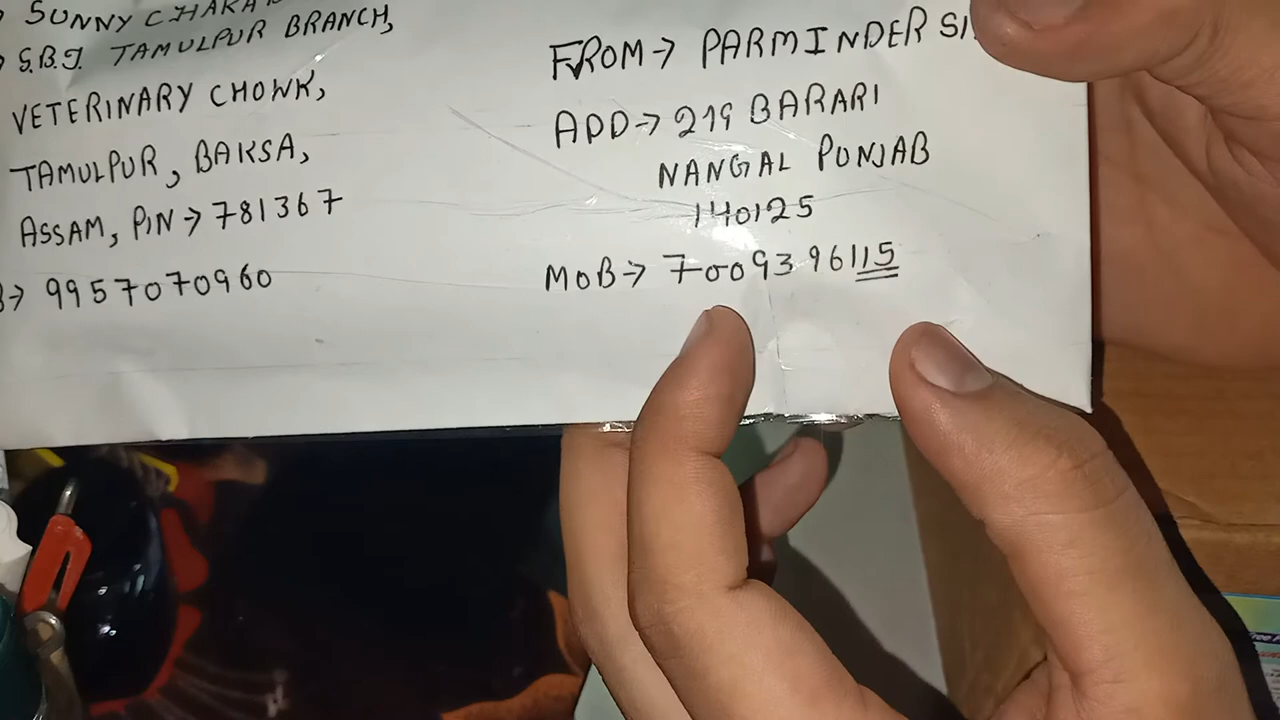 SUNNY
S.B.I. TAMULPUR BRANCH,
VETERINARY CHOWK,
TAMULPUR, BAKSA,
ASSAM, PIN → 781367
→ 9957070960
FROM → PARMINDER
ADD → 219 BARARI
NANGAL PUNJAB
140125
MOB → 7009396115